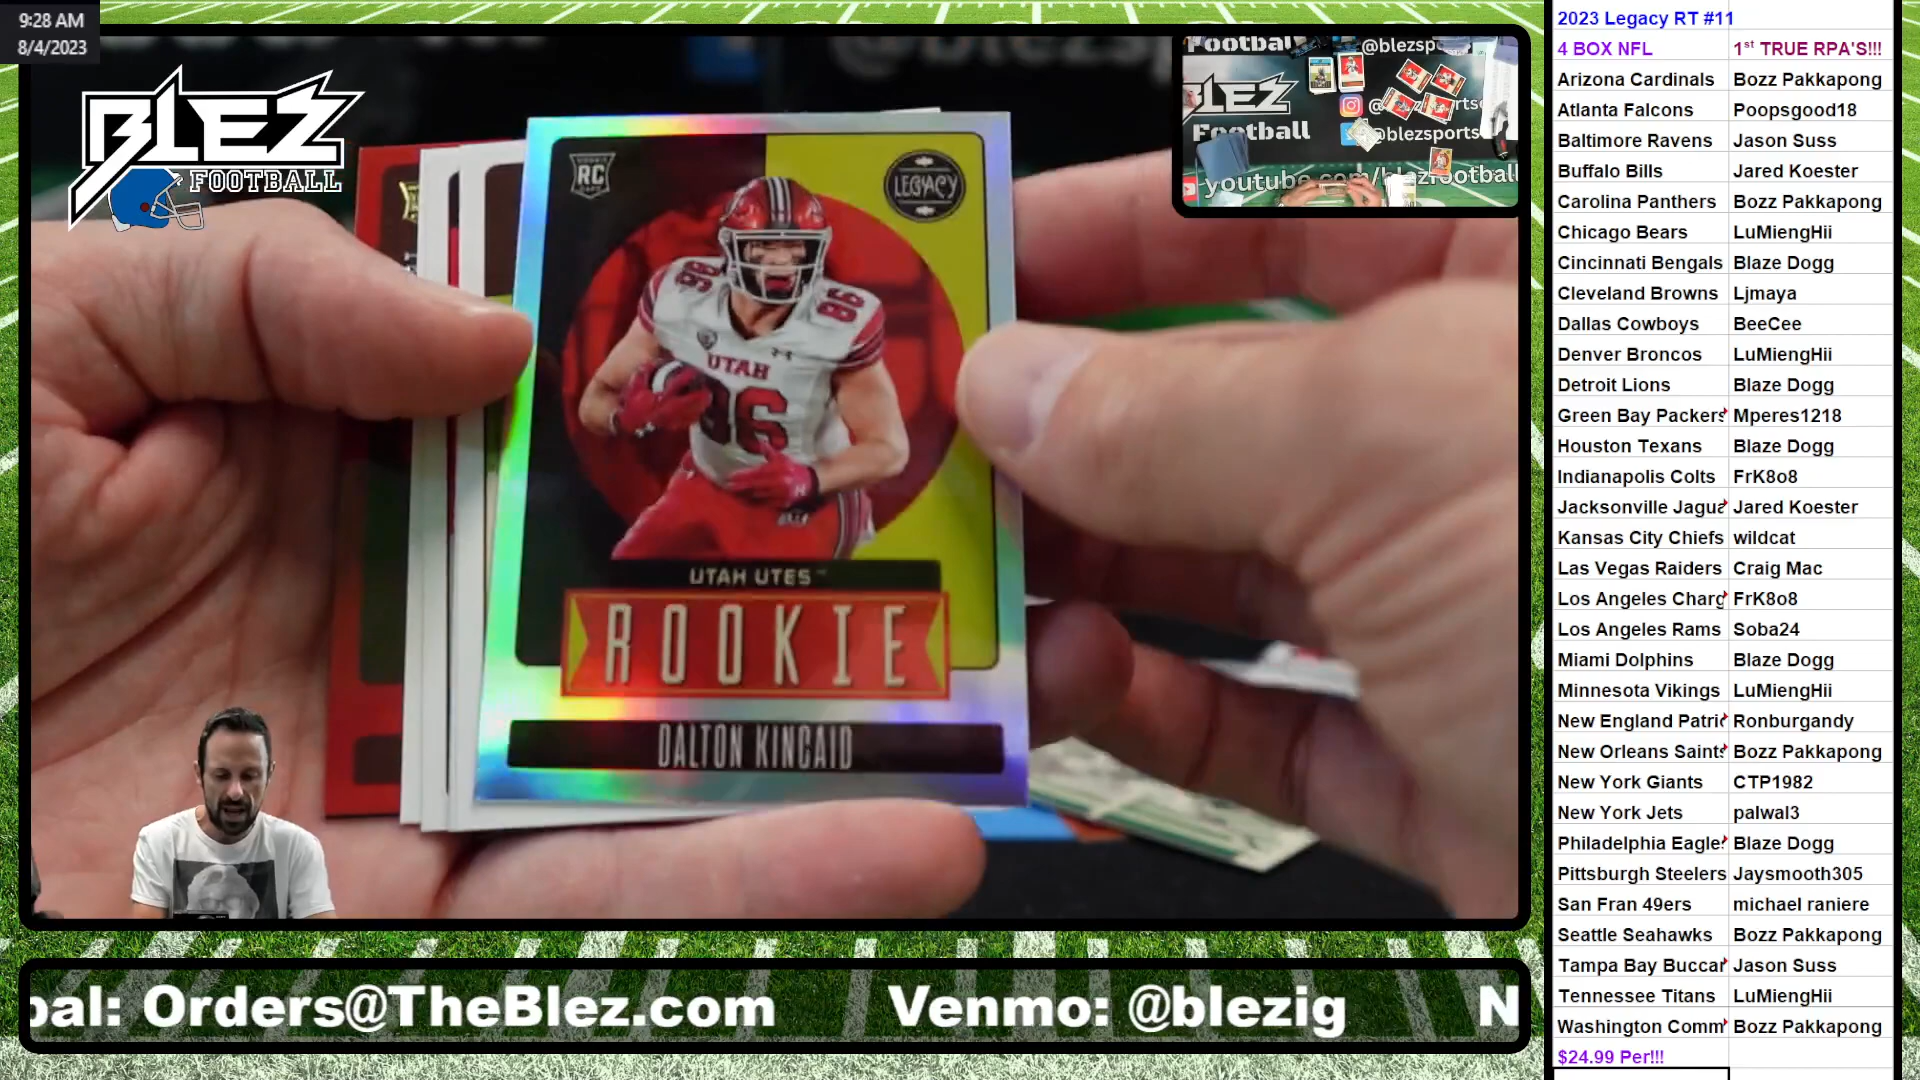 9:28 AM
8/4/2023
BLEZ
FOOTBALL
RC
LEGACY
86
86
UTAH
86
UTAH UTES
ROOKIE
DALTON KINCAID
Football
@blezsp
BLEZ
Football
@blezsports
youtube.com/blezfootball
pal: Orders@TheBlez.com Venmo: @blezig N
2023 Legacy RT #11
4 BOX NFL 1st TRUE RPA'S!!!
Arizona Cardinals Bozz Pakkapong
Atlanta Falcons Poopsgood18
Baltimore Ravens Jason Suss
Buffalo Bills Jared Koester
Carolina Panthers Bozz Pakkapong
Chicago Bears LuMiengHii
Cincinnati Bengals Blaze Dogg
Cleveland Browns Ljmaya
Dallas Cowboys BeeCee
Denver Broncos LuMiengHii
Detroit Lions Blaze Dogg
Green Bay Packers Mperes1218
Houston Texans Blaze Dogg
Indianapolis Colts FrK8o8
Jacksonville Jagua Jared Koester
Kansas City Chiefs wildcat
Las Vegas Raiders Craig Mac
Los Angeles Charg FrK8o8
Los Angeles Rams Soba24
Miami Dolphins Blaze Dogg
Minnesota Vikings LuMiengHii
New England Patri Ronburgandy
New Orleans Saints Bozz Pakkapong
New York Giants CTP1982
New York Jets palwal3
Philadelphia Eagle Blaze Dogg
Pittsburgh Steelers Jaysmooth305
San Fran 49ers michael raniere
Seattle Seahawks Bozz Pakkapong
Tampa Bay Buccar Jason Suss
Tennessee Titans LuMiengHii
Washington Comm Bozz Pakkapong
$24.99 Per!!!